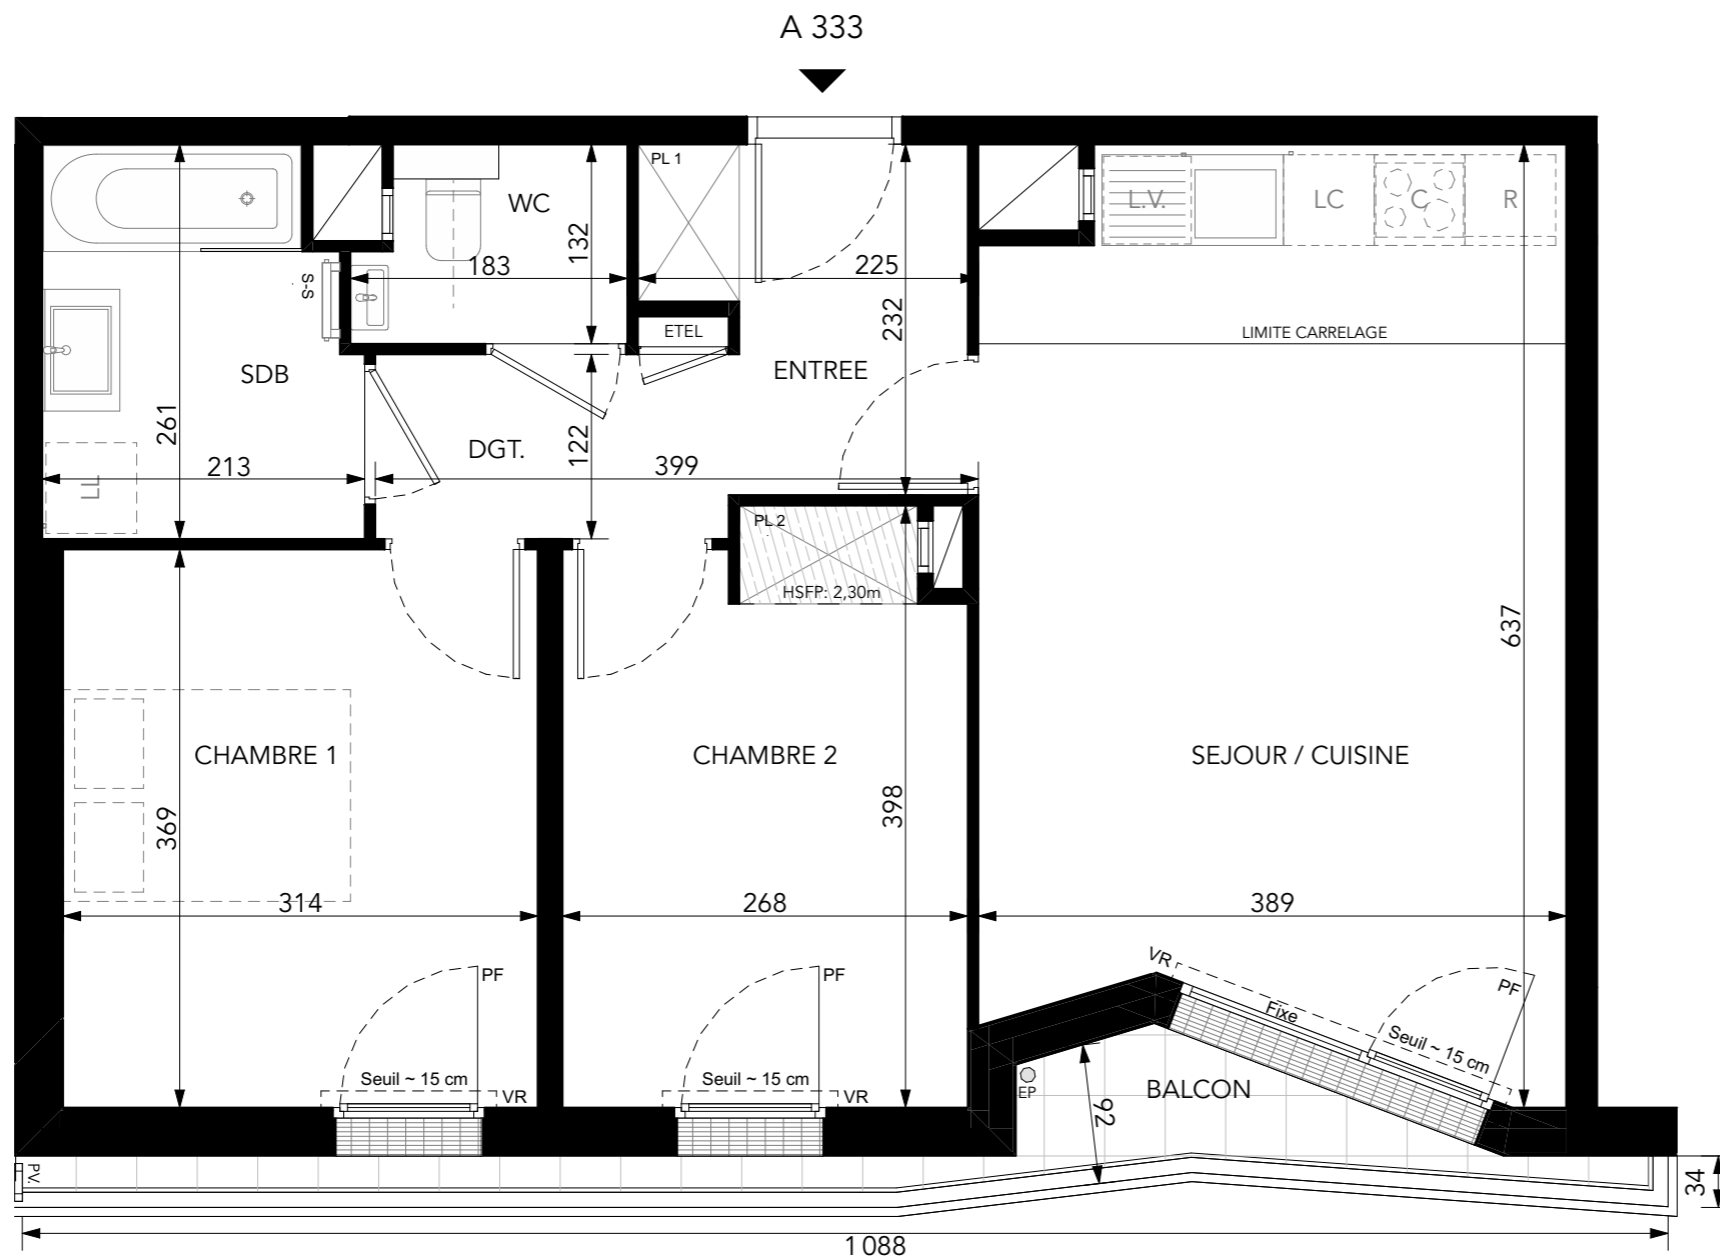 A 333
PL 1
WC
L.V.
LC
C
R
132
183
225
S-S
232
ETEL
LIMITE CARRELAGE
SDB
ENTREE
261
DGT.
122
213
399
LL
PL 2
HSFP: 2,30m
637
CHAMBRE 1
CHAMBRE 2
SEJOUR / CUISINE
369
398
314
268
389
VR
PF
PF
PF
Fixe
Seuil ~ 15 cm
Seuil ~ 15 cm
Seuil ~ 15 cm
VR
VR
EP
BALCON
92
PV.
34
1088